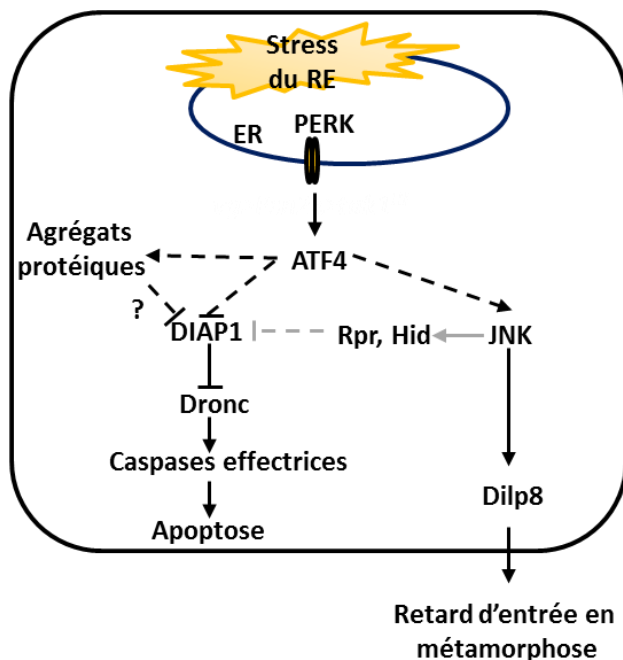 Stress
du RE
PERK
ER
Agrégats
protéiques
ATF4
?
DIAP1
Rpr, Hid
JNK
Dronc
Caspases effectrices
Dilp8
Apoptose
Retard d'entrée en
métamorphose